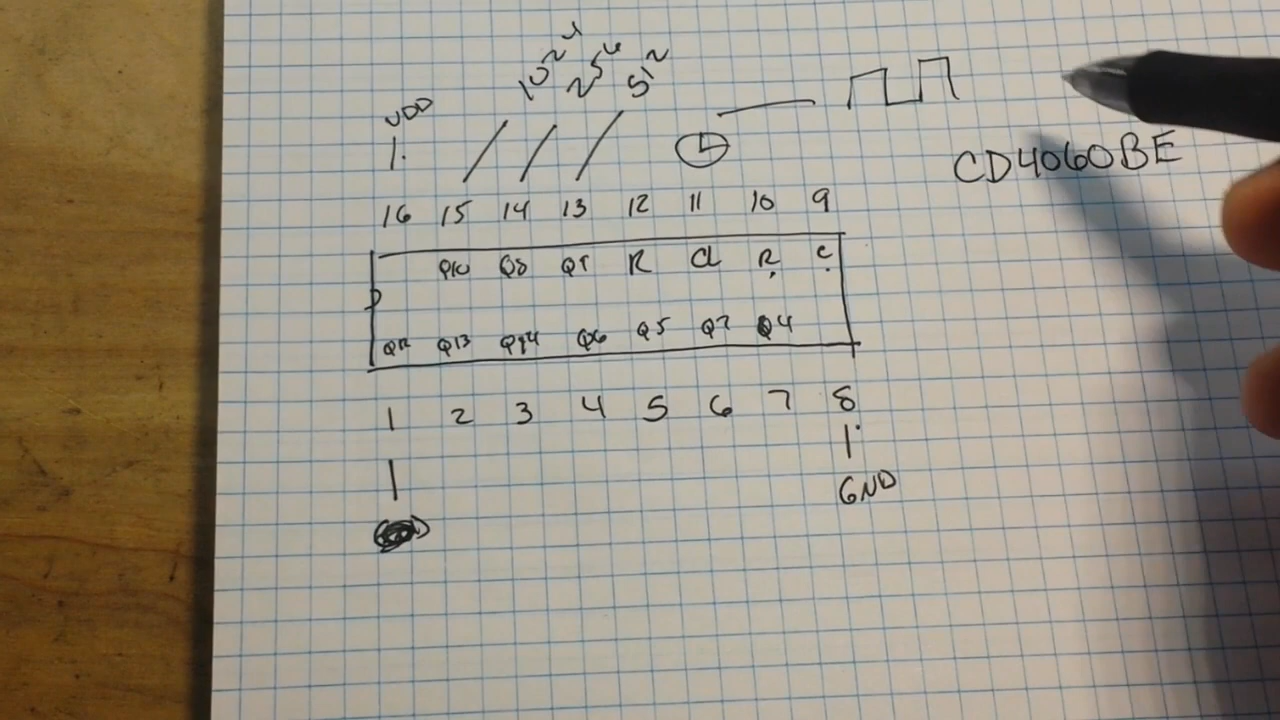 1024 256 512
VDD
CD4060BE
16 15 14 13 12 11 10 9
Q10 Q8 Q9 R CL R C
Q12 Q13 Q14 Q6 Q5 Q7 Q4
1 2 3 4 5 6 7 8
GND